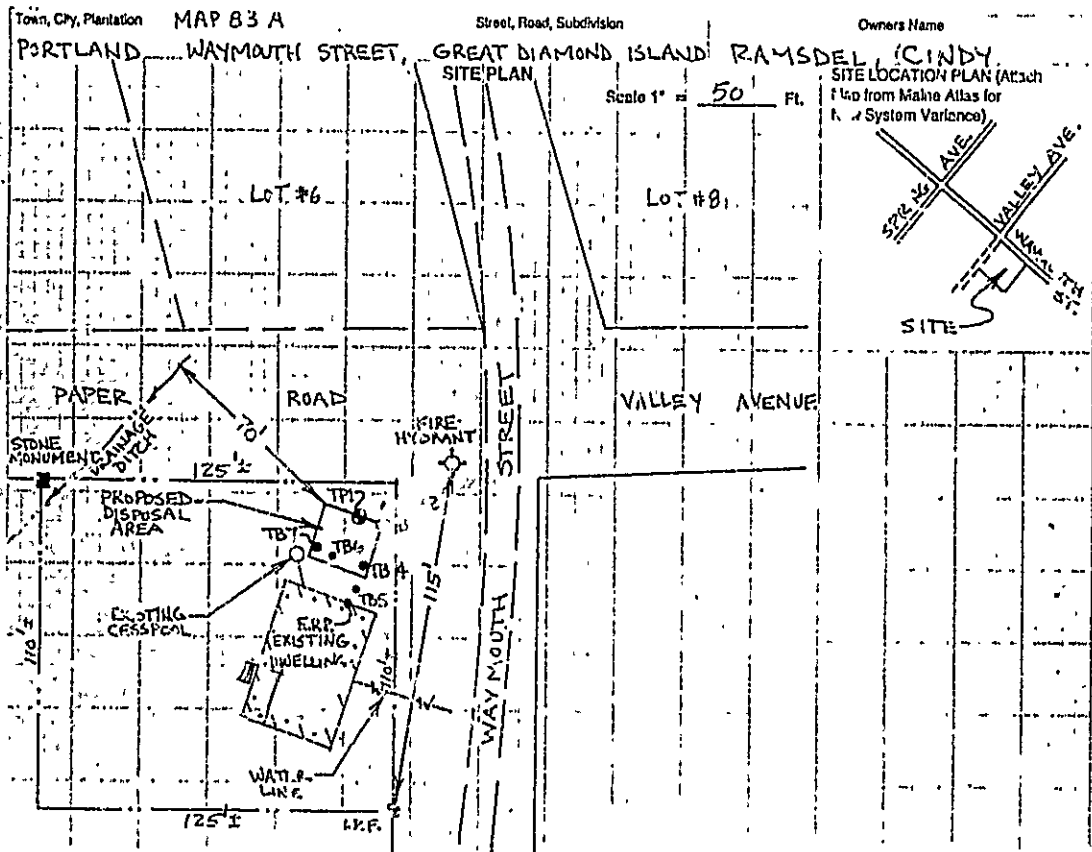 Town, City, Plantation MAP 83 A Street, Road, Subdivision Owners Name
PORTLAND WAYMOUTH STREET, GREAT DIAMOND ISLAND RAMSDEL, CINDY
SITE PLAN
Scale 1" = 50 Ft.
SITE LOCATION PLAN (Attach
Map from Maine Atlas for
System Variance)
SPRING AVE.
VALLEY AVE.
ST.
SITE
LOT #6
LOT #8
PAPER ROAD
DRAINAGE
DITCH
70'
FIRE
HYDRANT
VALLEY AVENUE
STONE
MONUMENT
125'±
PROPOSED
DISPOSAL
AREA
TP1
TB7
TB6
TB4
TB5
EXISTING
CESSPOOL
E.R.P.
EXISTING
DWELLING
110'±
110'±
115'
WAYMOUTH STREET
WATER
LINE
125'±
I.P.F.